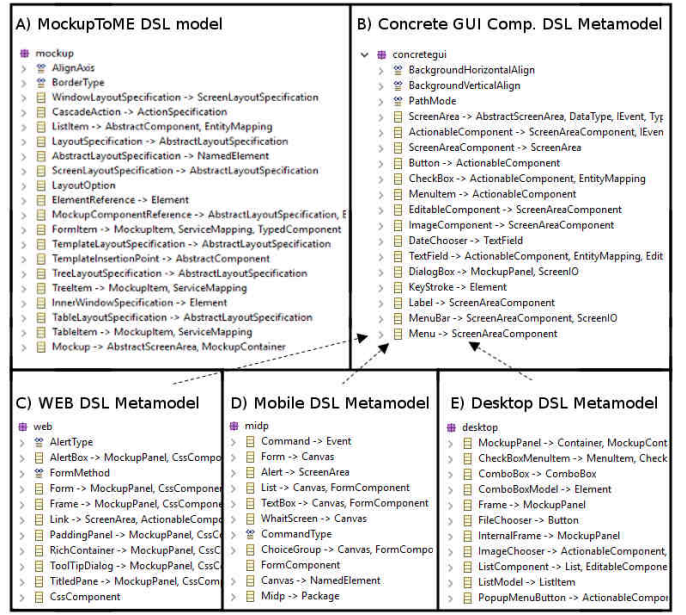 A) MockupToME DSL model
mockup
AlignAxis
BorderType
WindowLayoutSpecification -> ScreenLayoutSpecification
CascadeAction -> ActionSpecification
ListItem -> AbstractComponent, EntityMapping
LayoutSpecification -> AbstractLayoutSpecification
AbstractLayoutSpecification -> NamedElement
ScreenLayoutSpecification -> AbstractLayoutSpecification
LayoutOption
ElementReference -> Element
MockupComponentReference -> AbstractLayoutSpecification, E
FormItem -> MockupItem, ServiceMapping, TypedComponent
TemplateLayoutSpecification -> AbstractLayoutSpecification
TemplateInsertionPoint -> AbstractComponent
TreeLayoutSpecification -> AbstractLayoutSpecification
TreeItem -> MockupItem, ServiceMapping
InnerWindowSpecification -> Element
TableLayoutSpecification -> AbstractLayoutSpecification
TableItem -> MockupItem, ServiceMapping
Mockup -> AbstractScreenArea, MockupContainer
B) Concrete GUI Comp. DSL Metamodel
concretegui
BackgroundHorizontalAlign
BackgroundVerticalAlign
PathMode
ScreenArea -> AbstractScreenArea, DataType, IEvent, Typ
ActionableComponent -> ScreenAreaComponent, IEven
ScreenAreaComponent -> ScreenArea
Button -> ActionableComponent
CheckBox -> ActionableComponent, EntityMapping
MenuItem -> ActionableComponent
EditableComponent -> ScreenAreaComponent
ImageComponent -> ScreenAreaComponent
DateChooser -> TextField
TextField -> ActionableComponent, EntityMapping, Edit
DialogBox -> MockupPanel, ScreenIO
KeyStroke -> Element
Label -> ScreenAreaComponent
MenuBar -> ScreenAreaComponent, ScreenIO
Menu -> ScreenAreaComponent
C) WEB DSL Metamodel
web
AlertType
AlertBox -> MockupPanel, CssCompo
FormMethod
Form -> MockupPanel, CssComponen
Frame -> MockupPanel, CssComponen
Link -> ScreenArea, ActionableCompo
PaddingPanel -> MockupPanel, CssC
RichContainer -> MockupPanel, CssC
ToolTipDialog -> MockupPanel, CssC
TitledPane -> MockupPanel, CssComp
CssComponent
D) Mobile DSL Metamodel
midp
Command -> Event
Form -> Canvas
Alert -> ScreenArea
List -> Canvas, FormComponent
TextBox -> Canvas, FormComponent
WhaitScreen -> Canvas
CommandType
ChoiceGroup -> Canvas, FormCompo
FormComponent
Canvas -> NamedElement
Midp -> Package
E) Desktop DSL Metamodel
desktop
MockupPanel -> Container, MockupCont
CheckBoxMenuItem -> MenuItem, Check
ComboBox -> ComboBox
ComboBoxModel -> Element
Frame -> MockupPanel
FileChooser -> Button
InternalFrame -> MockupPanel
ImageChooser -> ActionableComponent,
ListComponent -> List, EditableCompone
ListModel -> ListItem
PopupMenuButton -> ActionableCompor